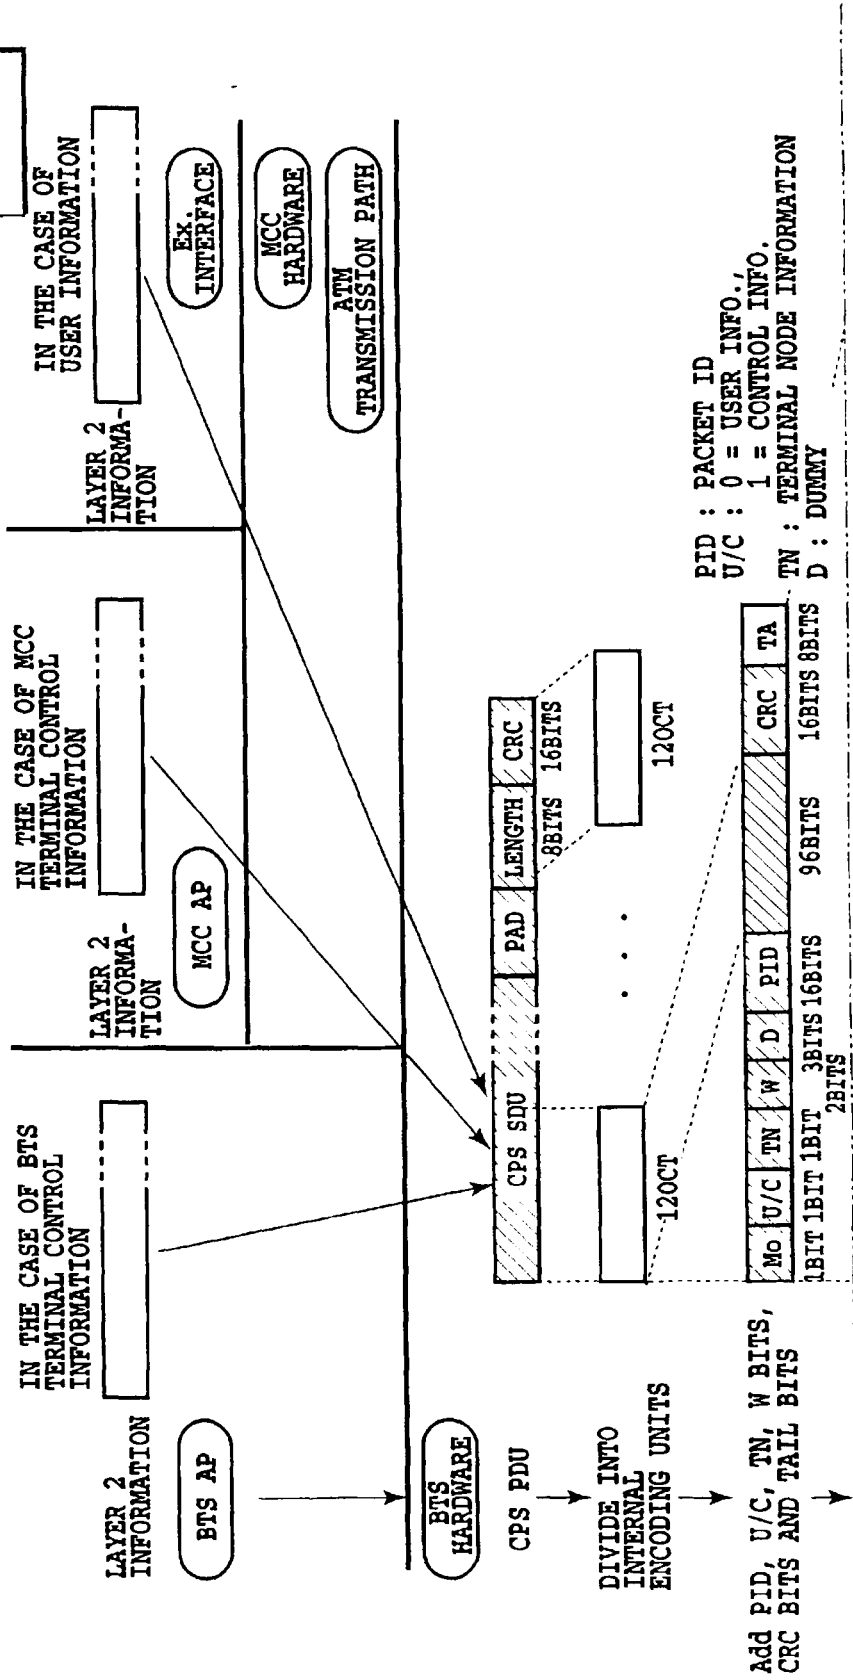 IN THE CASE OF BTS
TERMINAL CONTROL
INFORMATION
IN THE CASE OF MCC
TERMINAL CONTROL
INFORMATION
IN THE CASE OF
USER INFORMATION
LAYER 2
INFORMATION
LAYER 2
INFORMA-
TION
LAYER 2
INFORMA-
TION
BTS AP
MCC AP
Ex.
INTERFACE
MCC
HARDWARE
ATM
TRANSMISSION PATH
BTS
HARDWARE
CPS PDU
CPS SDU
PAD
LENGTH
CRC
8BITS
16BITS
DIVIDE INTO
INTERNAL
ENCODING UNITS
12OCT
. . .
12OCT
PID : PACKET ID
U/C : 0 = USER INFO.,
1 = CONTROL INFO.
TN : TERMINAL NODE INFORMATION
D : DUMMY
Add PID, U/C, TN, W BITS,
CRC BITS AND TAIL BITS
Mo U/C TN W D PID CRC TA
1BIT 1BIT 1BIT 2BITS 3BITS 16BITS 96BITS 16BITS 8BITS